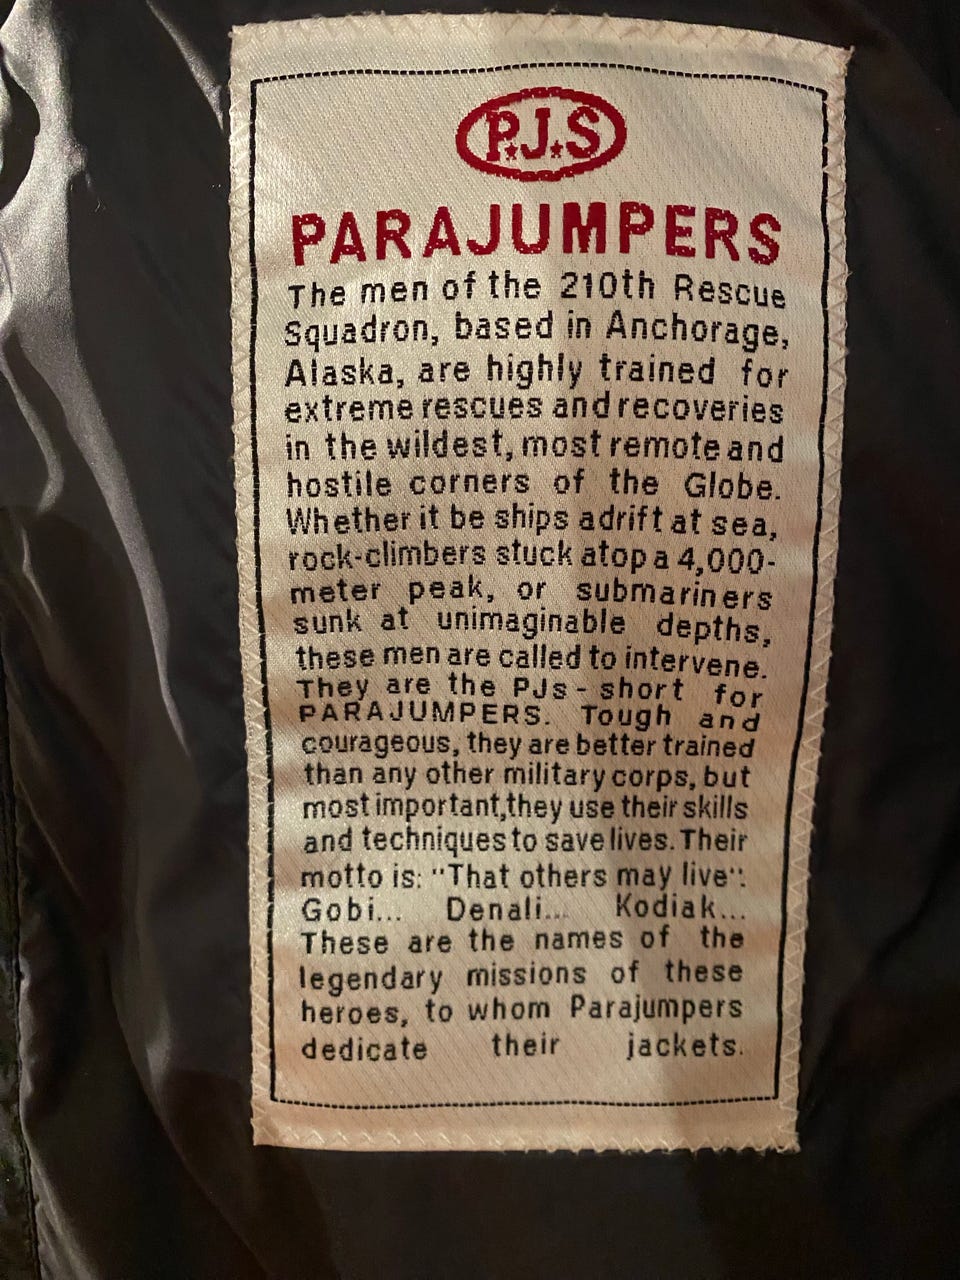 P.J.S
PARAJUMPERS
The men of the 210th Rescue
Squadron, based in Anchorage,
Alaska, are highly trained for
extreme rescues and recoveries
in the wildest, most remote and
hostile corners of the Globe.
Whether it be ships adrift at sea,
rock-climbers stuck atop a 4,000-
meter peak, or submariners
sunk at unimaginable depths,
these men are called to intervene.
They are the PJs - short for
PARAJUMPERS. Tough and
courageous, they are better trained
than any other military corps, but
most important,they use their skills
and techniques to save lives. Their
motto is: "That others may live".
Gobi... Denali... Kodiak...
These are the names of the
legendary missions of these
heroes, to whom Parajumpers
dedicate their jackets.